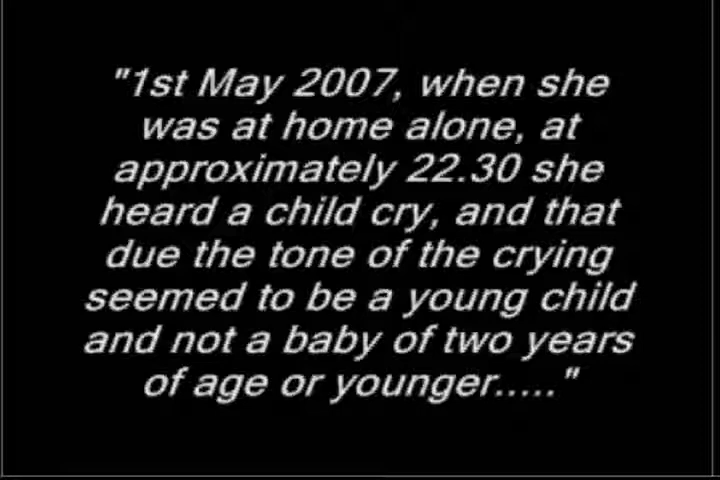 "1st May 2007, when she
was at home alone, at
approximately 22.30 she
heard a child cry, and that
due the tone of the crying
seemed to be a young child
and not a baby of two years
of age or younger....."